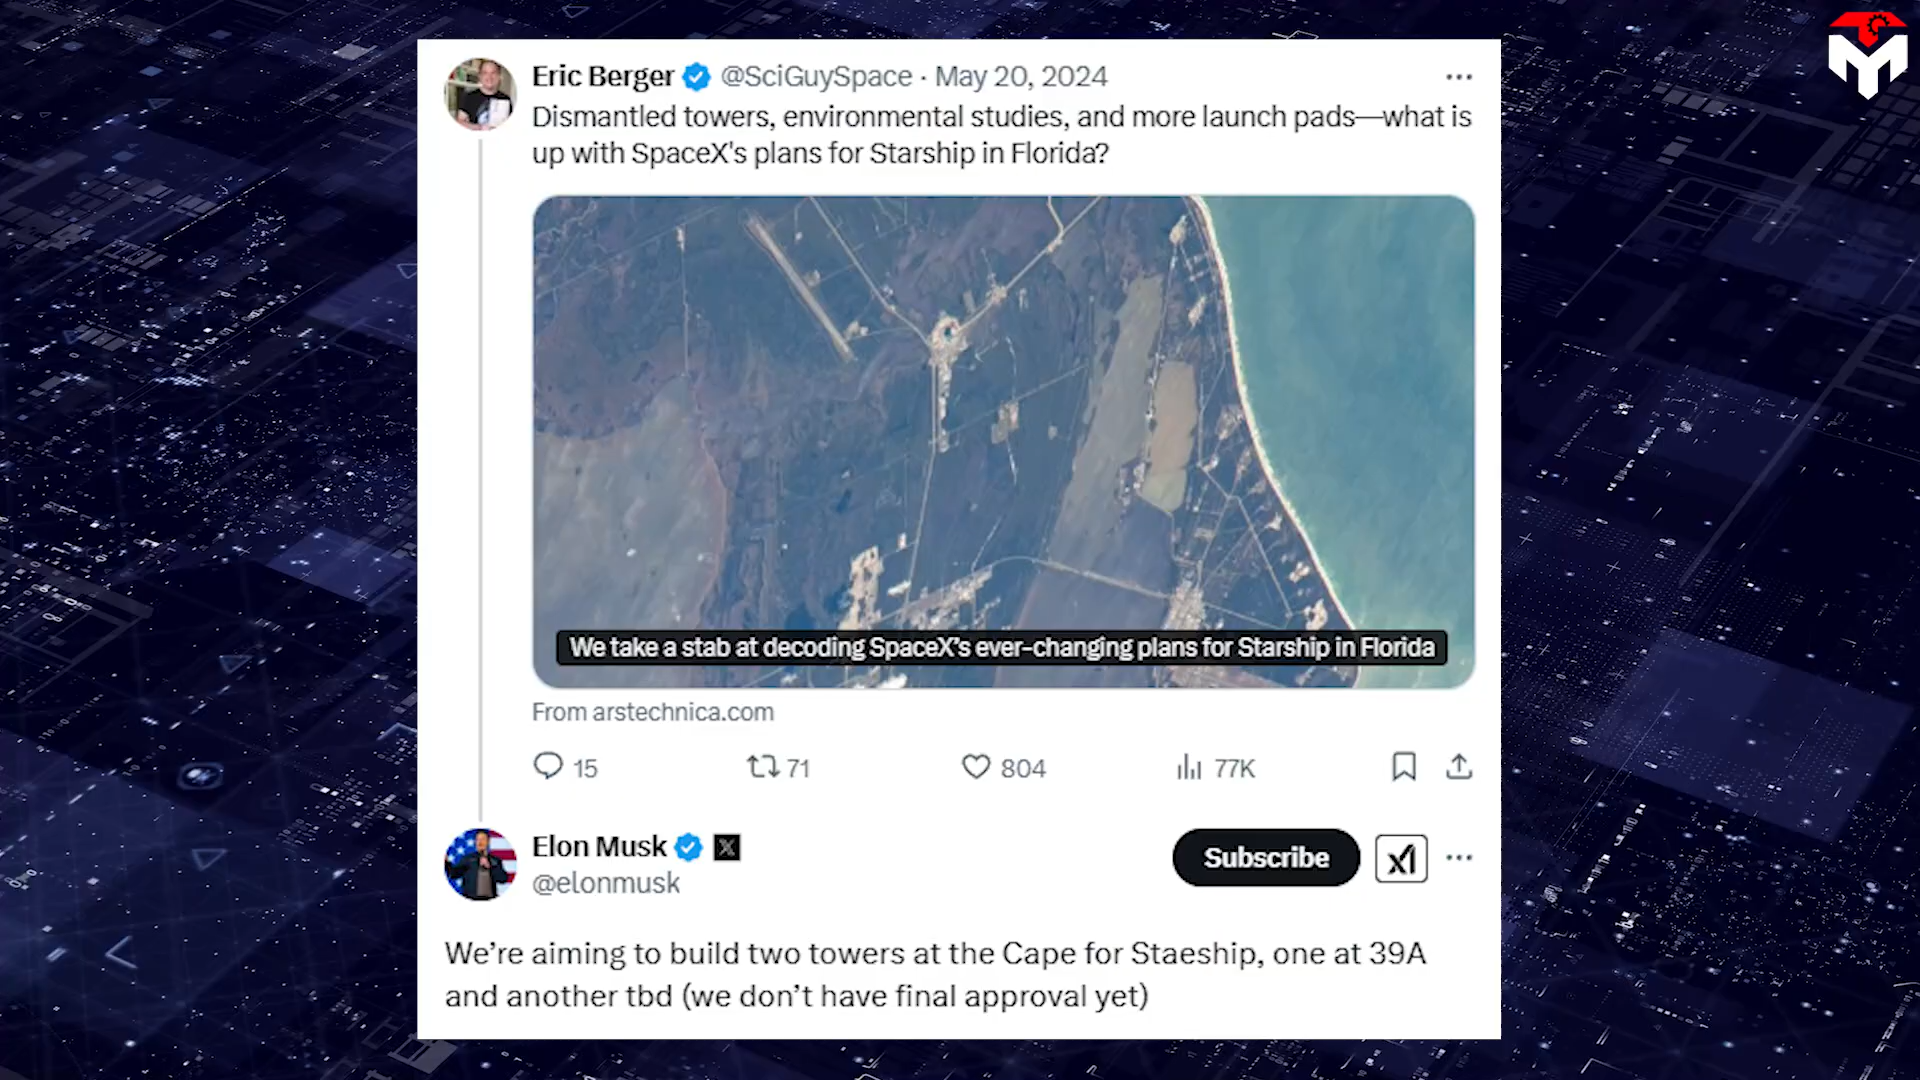 Eric Berger @SciGuySpace · May 20, 2024
Dismantled towers, environmental studies, and more launch pads—what is
up with SpaceX's plans for Starship in Florida?
We take a stab at decoding SpaceX's ever-changing plans for Starship in Florida
From arstechnica.com
15 71 804 77K
Elon Musk
@elonmusk
Subscribe
We're aiming to build two towers at the Cape for Staeship, one at 39A
and another tbd (we don't have final approval yet)